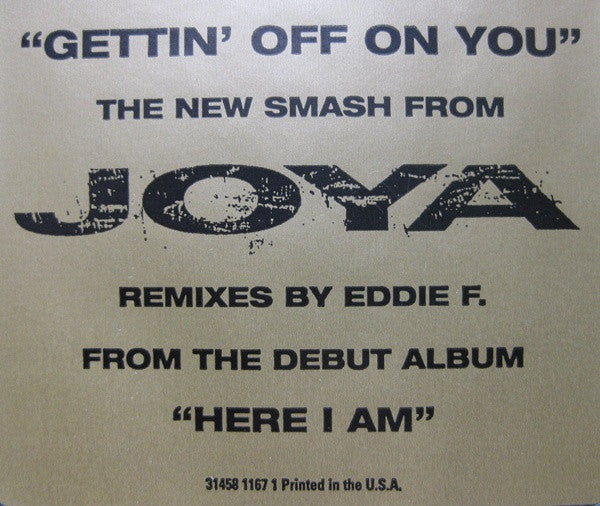 “GETTIN’ OFF ON YOU”
THE NEW SMASH FROM
JOYA
REMIXES BY EDDIE F.
FROM THE DEBUT ALBUM
“HERE I AM”
31458 1167 1 Printed in the U.S.A.